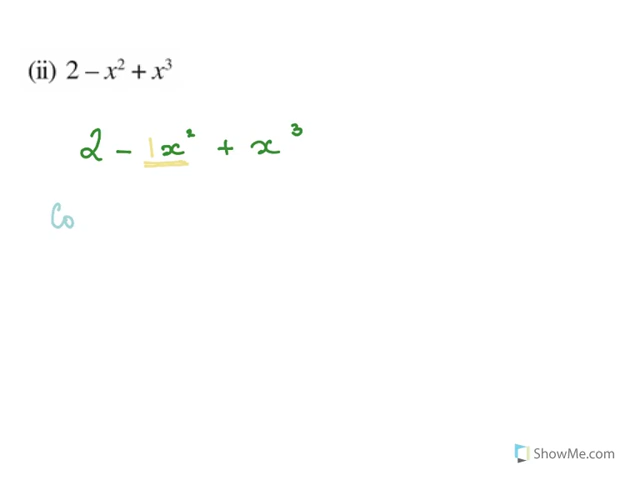 (ii) 2 – x² + x³
2 – 1x² + x³
Co
ShowMe.com